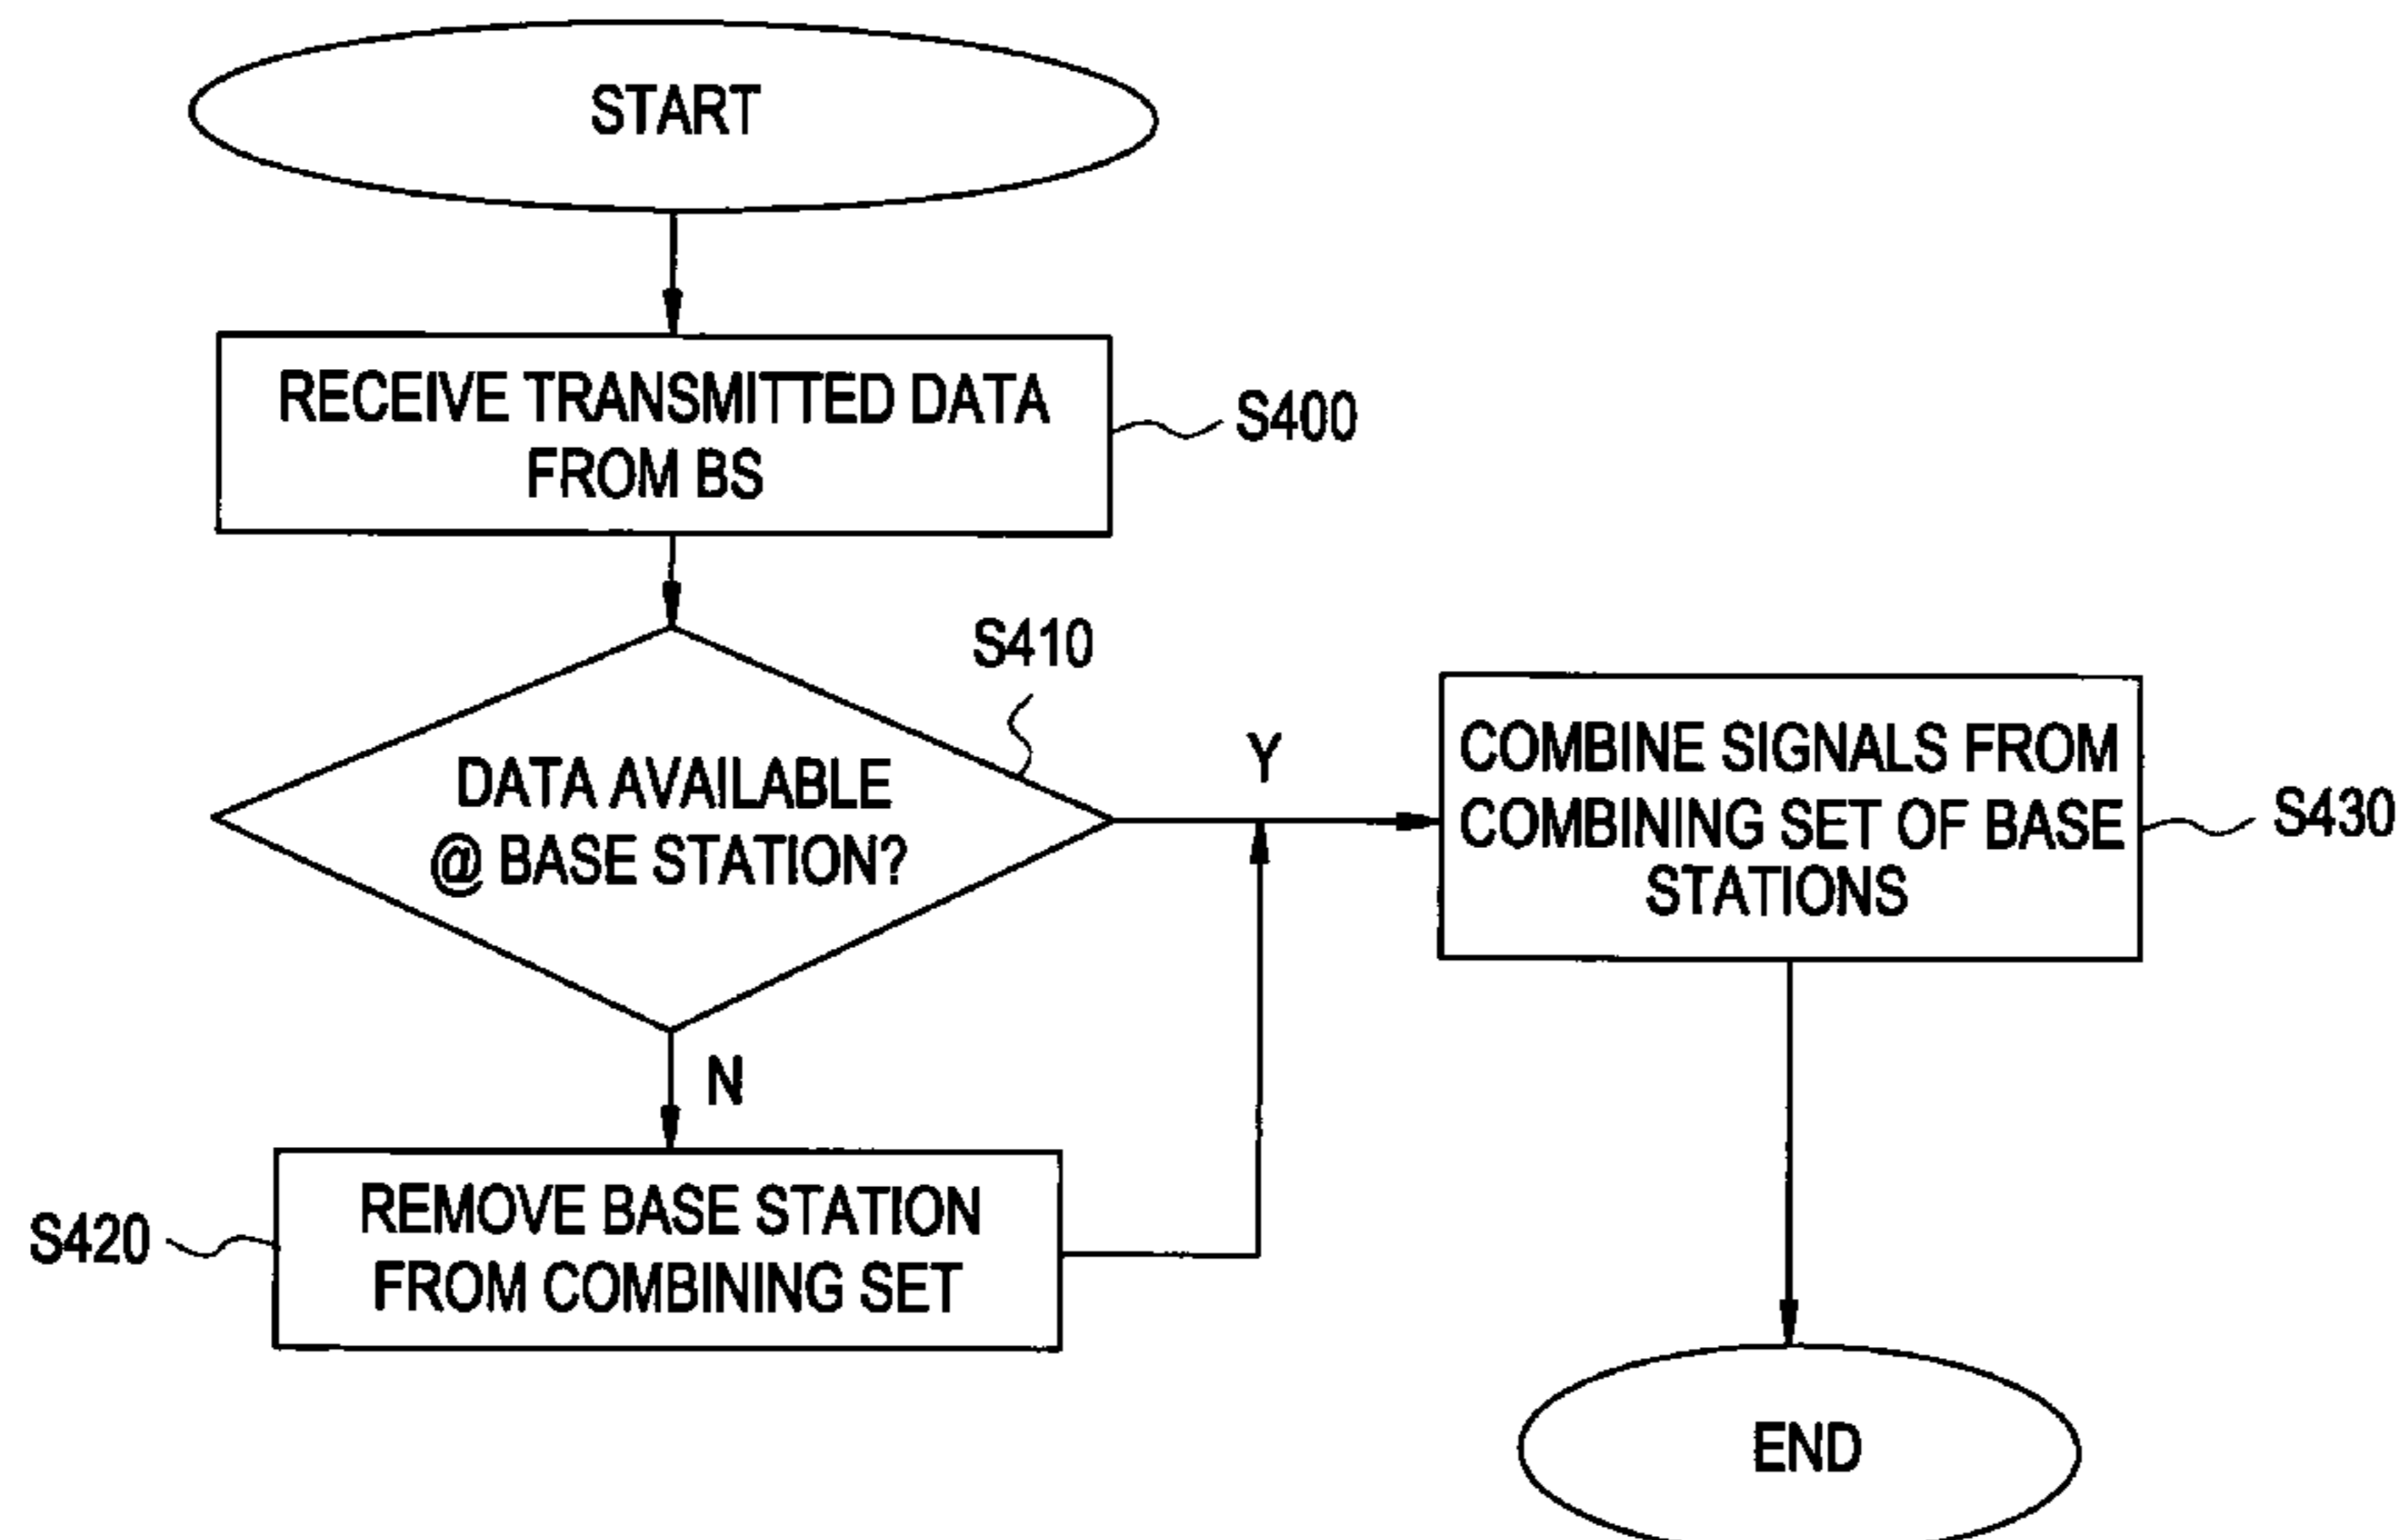 START
RECEIVE TRANSMITTED DATA
FROM BS
S400
S410
DATA AVAILABLE
@ BASE STATION?
Y
COMBINE SIGNALS FROM
COMBINING SET OF BASE
STATIONS
S430
N
S420
REMOVE BASE STATION
FROM COMBINING SET
END